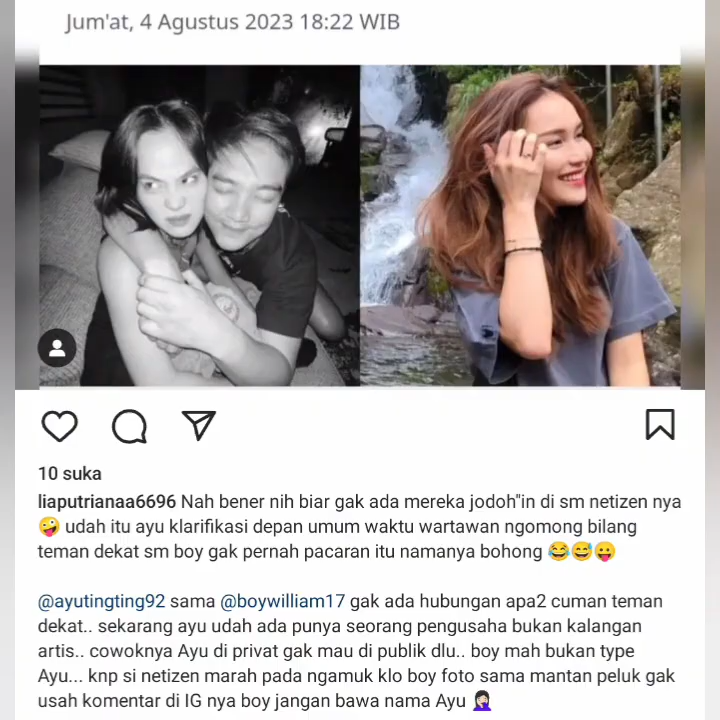 Jum'at, 4 Agustus 2023 18:22 WIB
10 suka
liaputrianaa6696 Nah bener nih biar gak ada mereka jodoh"in di sm netizen nya
🤪 udah itu ayu klarifikasi depan umum waktu wartawan ngomong bilang
teman dekat sm boy gak pernah pacaran itu namanya bohong 😂😅😛
@ayutingting92 sama @boywilliam17 gak ada hubungan apa2 cuman teman
dekat.. sekarang ayu udah ada punya seorang pengusaha bukan kalangan
artis.. cowoknya Ayu di privat gak mau di publik dlu.. boy mah bukan type
Ayu... knp si netizen marah pada ngamuk klo boy foto sama mantan peluk gak
usah komentar di IG nya boy jangan bawa nama Ayu 🤦🏻‍♀️